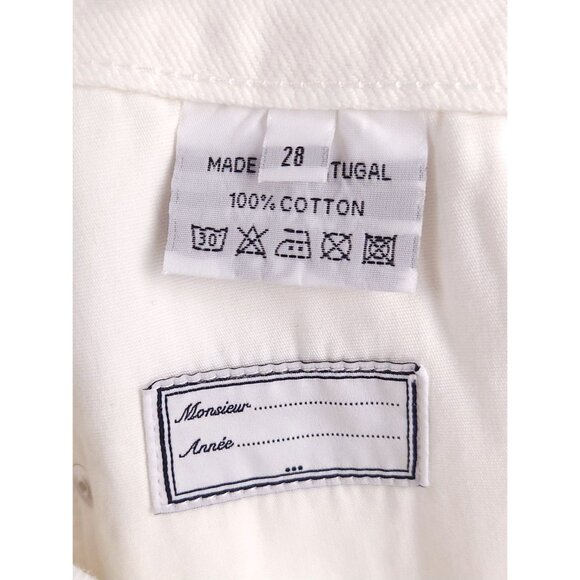 28
MADE TUGAL
100% COTTON
30°
Monsieur
Année